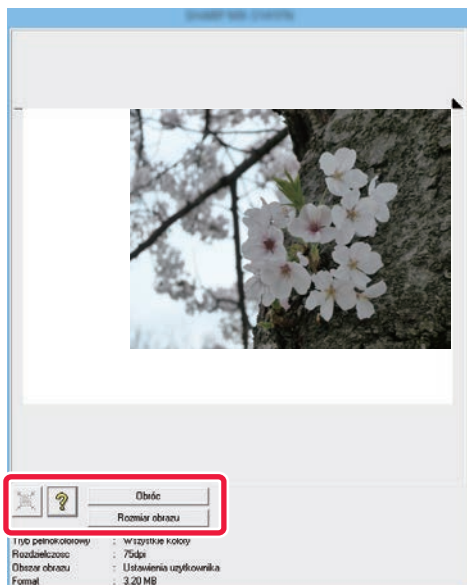 ?
Obróc
Rozmiar obrazu
Tryb pełnokolorowy : Wszystkie kolory
Rozdzielczosc : 75dpi
Obszar obrazu : Ustawienia uzytkownika
Format : 3.20 MB